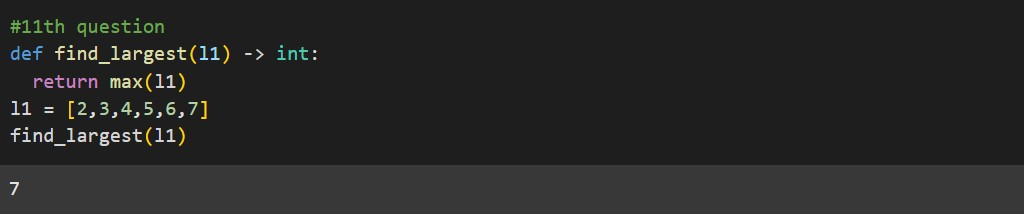 #11th question
def find_largest(l1) -> int:
  return max(l1)
l1 = [2,3,4,5,6,7]
find_largest(l1)
7